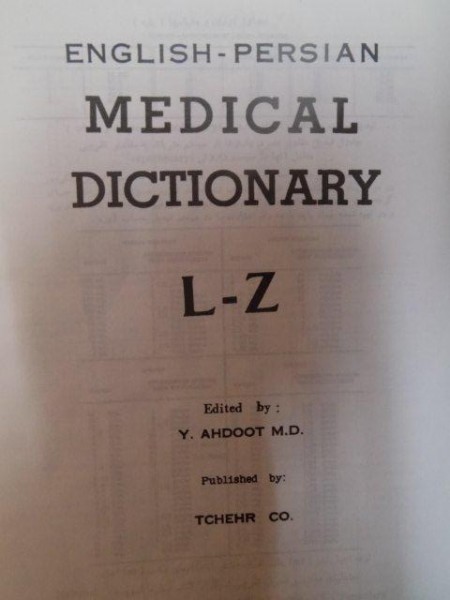 ENGLISH-PERSIAN
MEDICAL
DICTIONARY
L-Z
Edited by:
Y. AHDOOT M.D.
Published by:
TCHEHR CO.